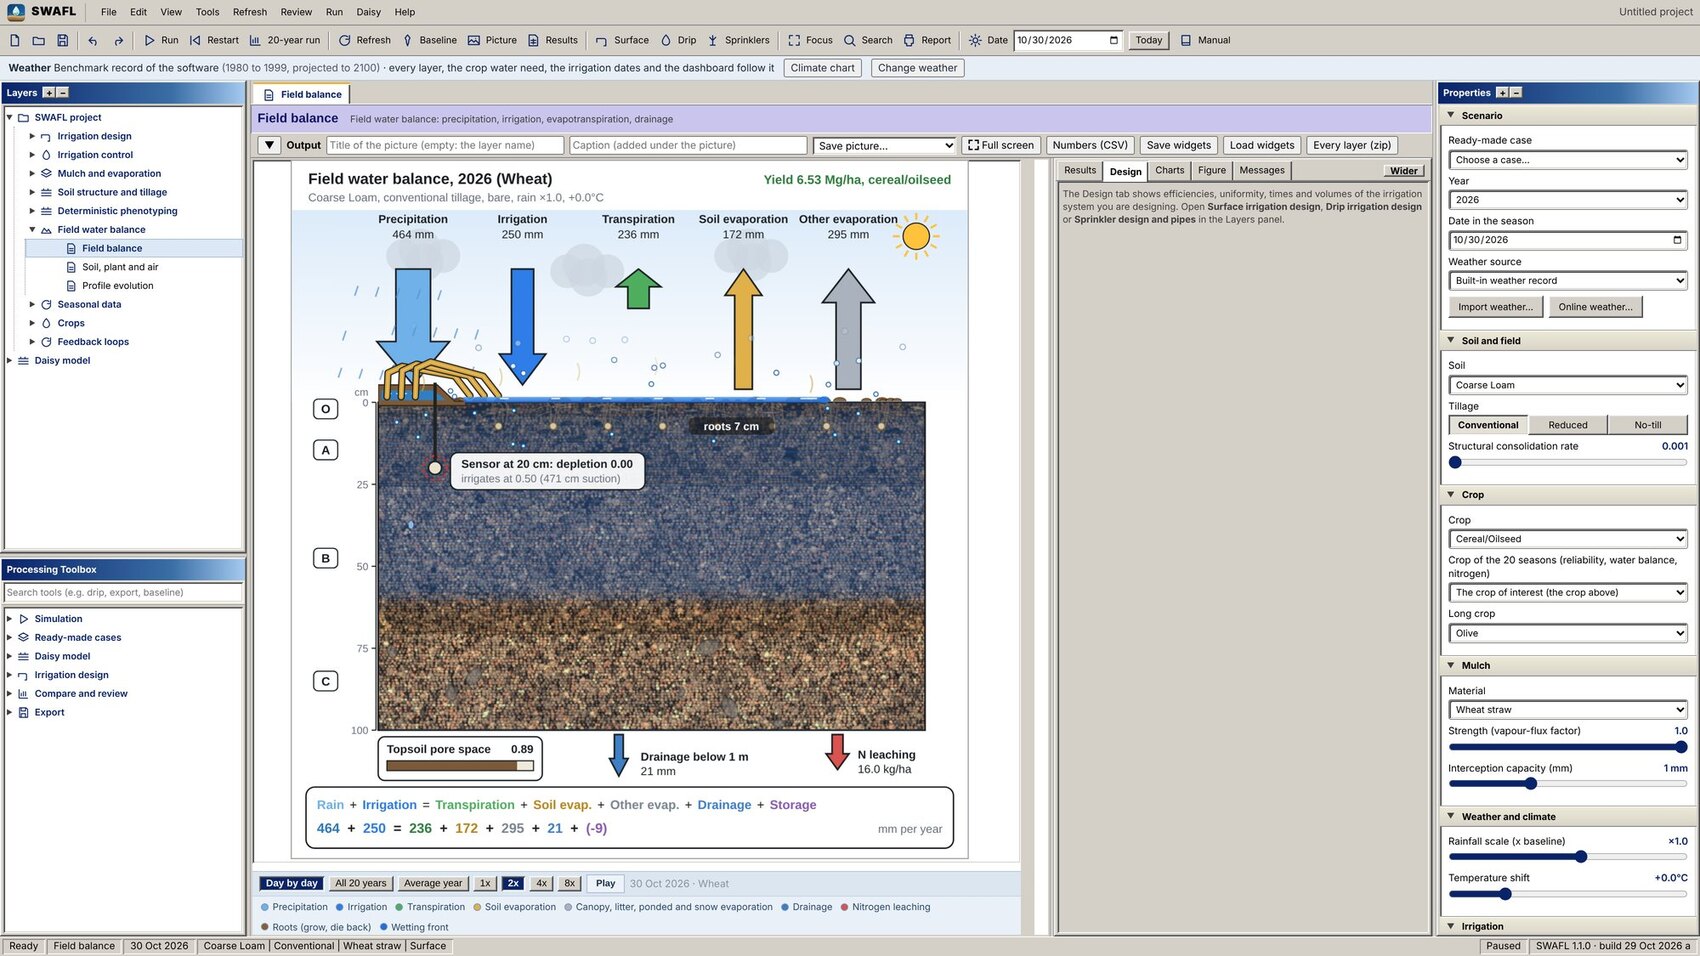 SWAFL File Edit View Tools Refresh Review Run Daisy Help Untitled project
Run Restart 20-year run Refresh Baseline Picture Results Surface Drip Sprinklers Focus Search Report Date 10/30/2026 Today Manual
Weather Benchmark record of the software (1980 to 1999, projected to 2100) · every layer, the crop water need, the irrigation dates and the dashboard follow it Climate chart Change weather
Layers + −
SWAFL project
Irrigation design
Irrigation control
Mulch and evaporation
Soil structure and tillage
Deterministic phenotyping
Field water balance
Field balance
Soil, plant and air
Profile evolution
Seasonal data
Crops
Feedback loops
Daisy model
Processing Toolbox
Search tools (e.g. drip, export, baseline)
Simulation
Ready-made cases
Daisy model
Irrigation design
Compare and review
Export
Field balance
Field balance Field water balance: precipitation, irrigation, evapotranspiration, drainage
Output Title of the picture (empty: the layer name) Caption (added under the picture) Save picture... Full screen Numbers (CSV) Save widgets Load widgets Every layer (zip)
Field water balance, 2026 (Wheat) Yield 6.53 Mg/ha, cereal/oilseed
Coarse Loam, conventional tillage, bare, rain ×1.0, +0.0°C
Precipitation Irrigation Transpiration Soil evaporation Other evaporation
464 mm 250 mm 236 mm 172 mm 295 mm
cm
0
O
roots 7 cm
A
Sensor at 20 cm: depletion 0.00
irrigates at 0.50 (471 cm suction)
25
B
50
75
C
100
Topsoil pore space 0.89
Drainage below 1 m
21 mm
N leaching
16.0 kg/ha
Rain + Irrigation = Transpiration + Soil evap. + Other evap. + Drainage + Storage
464 + 250 = 236 + 172 + 295 + 21 + (-9) mm per year
Day by day All 20 years Average year 1x 2x 4x 8x Play 30 Oct 2026 · Wheat
Precipitation Irrigation Transpiration Soil evaporation Canopy, litter, ponded and snow evaporation Drainage Nitrogen leaching
Roots (grow, die back) Wetting front
Results Design Charts Figure Messages Wider
The Design tab shows efficiencies, uniformity, times and volumes of the irrigation
system you are designing. Open Surface irrigation design, Drip irrigation design
or Sprinkler design and pipes in the Layers panel.
Properties + −
Scenario
Ready-made case
Choose a case...
Year
2026
Date in the season
10/30/2026
Weather source
Built-in weather record
Import weather... Online weather...
Soil and field
Soil
Coarse Loam
Tillage
Conventional Reduced No-till
Structural consolidation rate 0.001
Crop
Crop
Cereal/Oilseed
Crop of the 20 seasons (reliability, water balance,
nitrogen)
The crop of interest (the crop above)
Long crop
Olive
Mulch
Material
Wheat straw
Strength (vapour-flux factor) 1.0
Interception capacity (mm) 1 mm
Weather and climate
Rainfall scale (x baseline) ×1.0
Temperature shift +0.0°C
Irrigation
Ready Field balance 30 Oct 2026 Coarse Loam | Conventional | Wheat straw | Surface Paused SWAFL 1.1.0 · build 29 Oct 2026 a